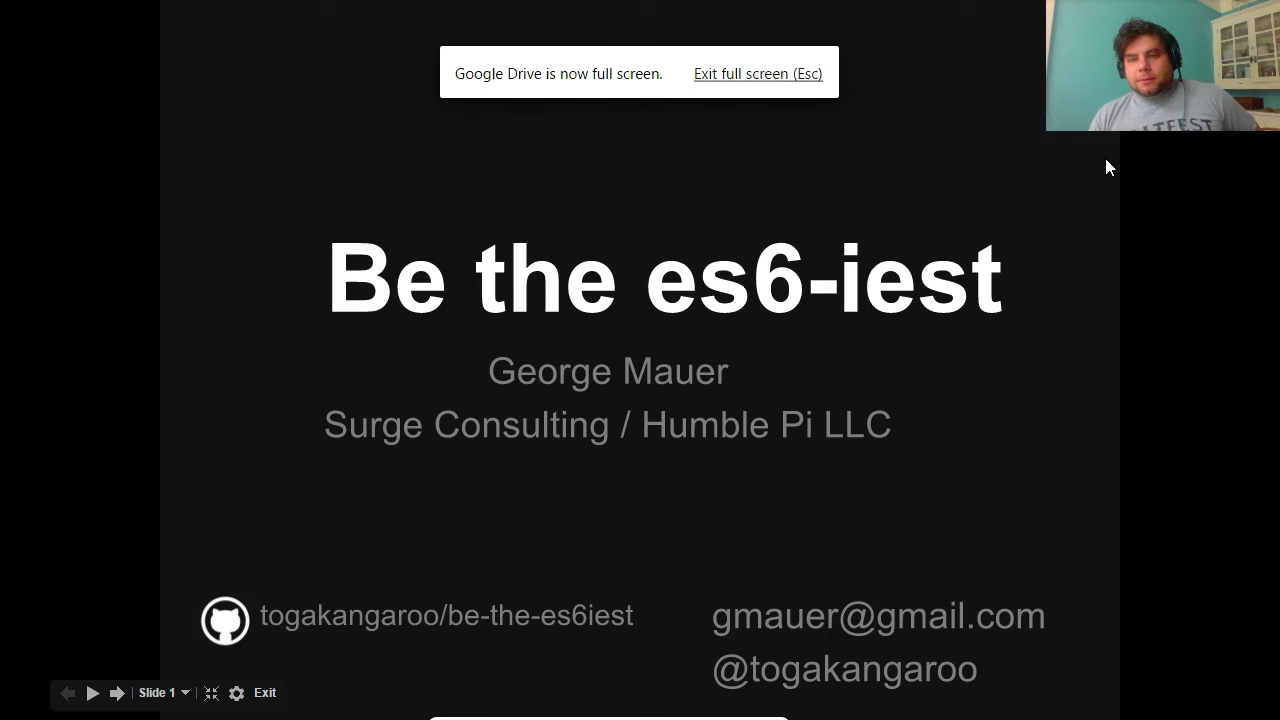 Google Drive is now full screen. Exit full screen (Esc)
Be the es6-iest
George Mauer
Surge Consulting / Humble Pi LLC
togakangaroo/be-the-es6iest
gmauer@gmail.com
@togakangaroo
Slide 1
Exit